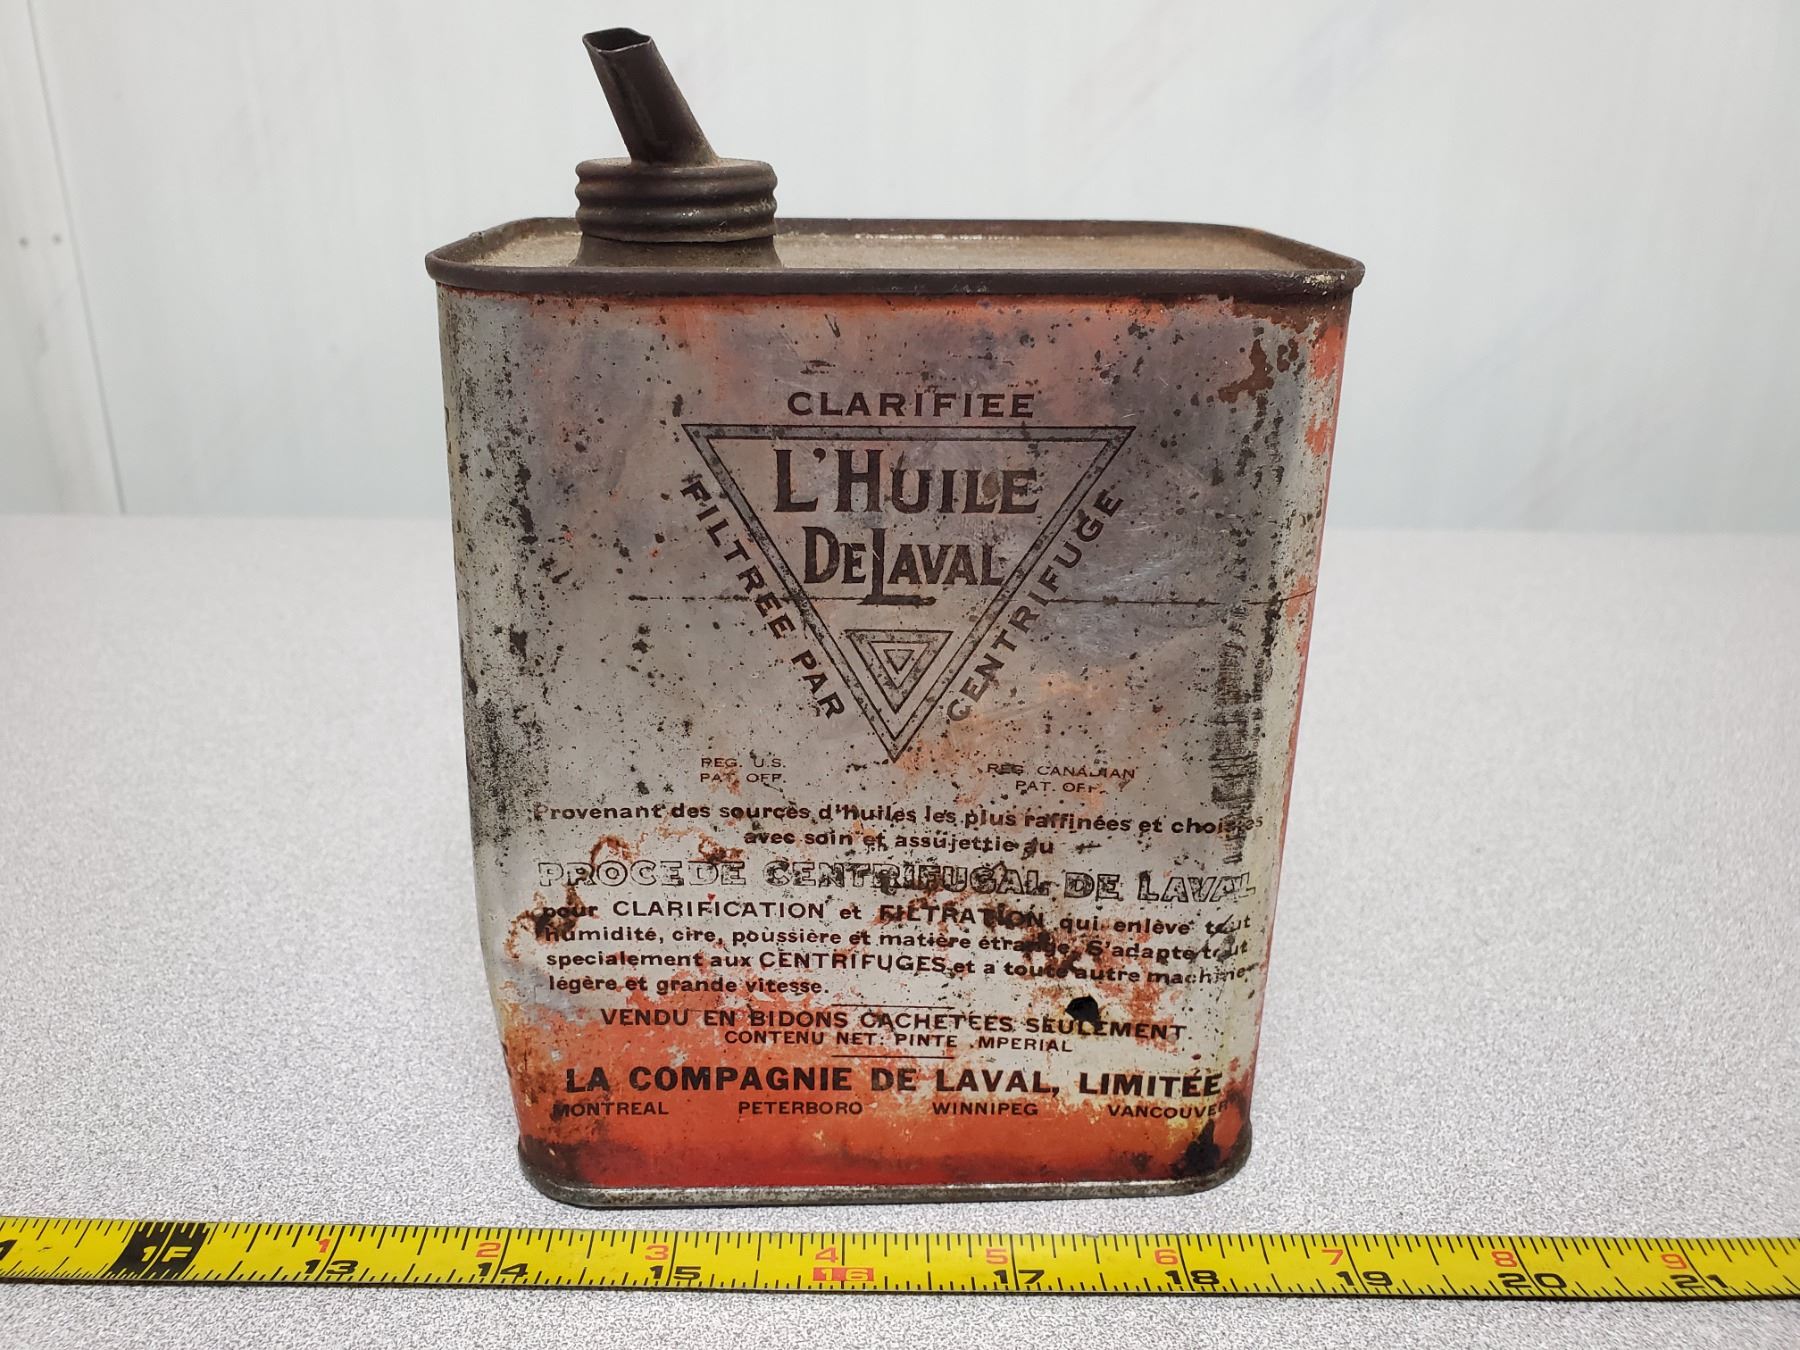 CLARIFIEE
L'HUILE
DELAVAL
FILTREE PAR
CENTRIFUGE
REG. U.S.
PAT. OFF.
REG. CANADIAN
PAT. OFF.
Provenant des sources d'huiles les plus raffinées et choisies
avec soin et assujettie au
PROCEDE CENTRIFUGAL DE LAVAL
pour CLARIFICATION et FILTRATION qui enlève tout
humidité, cire, poussière et matière étrange. S'adapte tout
specialement aux CENTRIFUGES et a toute autre machine
légère et grande vitesse.
VENDU EN BIDONS CACHETEES SEULEMENT
CONTENU NET: PINTE IMPERIAL
LA COMPAGNIE DE LAVAL, LIMITÉE
MONTREAL PETERBORO WINNIPEG VANCOUVER
1F 1 2 3 4 5 6 7 8 9
13 14 15 16 17 18 19 20 21